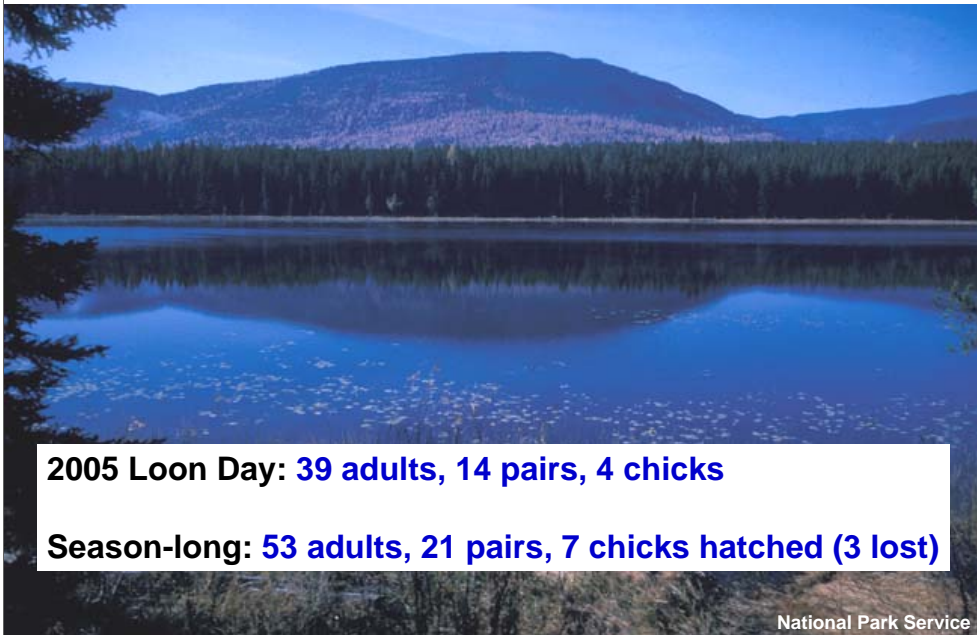 2005 Loon Day: 39 adults, 14 pairs, 4 chicks
Season-long: 53 adults, 21 pairs, 7 chicks hatched (3 lost)
National Park Service